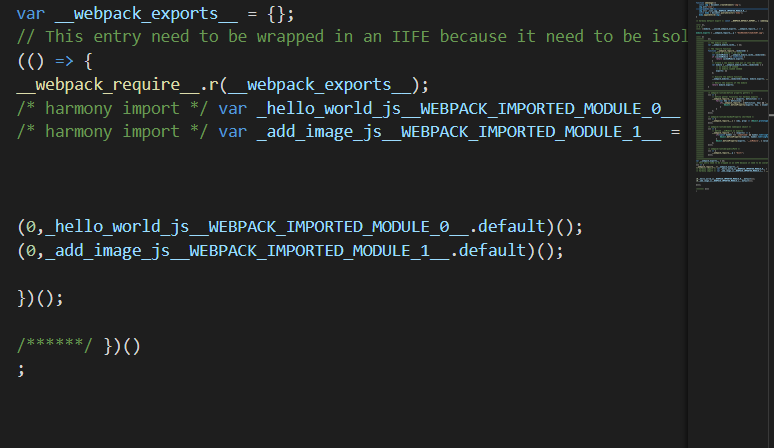 var __webpack_exports__ = {};
// This entry need to be wrapped in an IIFE because it need to be isol
(() => {
__webpack_require__.r(__webpack_exports__);
/* harmony import */ var _hello_world_js__WEBPACK_IMPORTED_MODULE_0__
/* harmony import */ var _add_image_js__WEBPACK_IMPORTED_MODULE_1__ =
(0,_hello_world_js__WEBPACK_IMPORTED_MODULE_0__.default)();
(0,_add_image_js__WEBPACK_IMPORTED_MODULE_1__.default)();
})();
/******/ })()
;